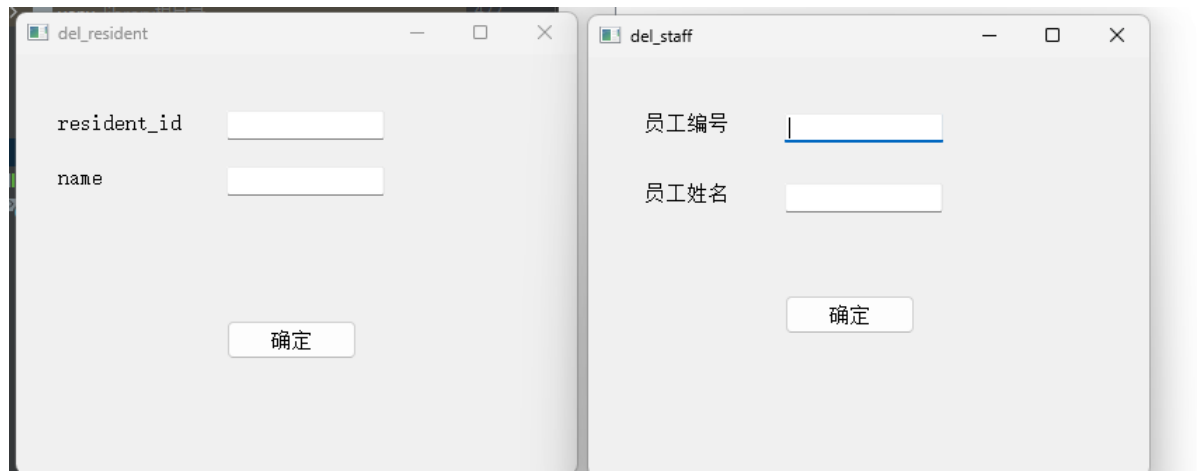 del_resident
resident_id
name
确定
del_staff
员工编号
员工姓名
确定